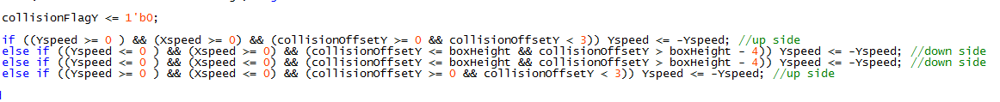 collisionFlagY <= 1'b0;
if ((Yspeed >= 0 ) && (Xspeed >= 0) && (collisionOffsetY >= 0 && collisionOffsetY < 3)) Yspeed <= -Yspeed; //up side
else if ((Yspeed <= 0 ) && (Xspeed >= 0) && (collisionOffsetY <= boxHeight && collisionOffsetY > boxHeight - 4)) Yspeed <= -Yspeed; //down side
else if ((Yspeed <= 0 ) && (Xspeed <= 0) && (collisionOffsetY <= boxHeight && collisionOffsetY > boxHeight - 4)) Yspeed <= -Yspeed; //down side
else if ((Yspeed >= 0 ) && (Xspeed <= 0) && (collisionOffsetY >= 0 && collisionOffsetY < 3)) Yspeed <= -Yspeed; //up side